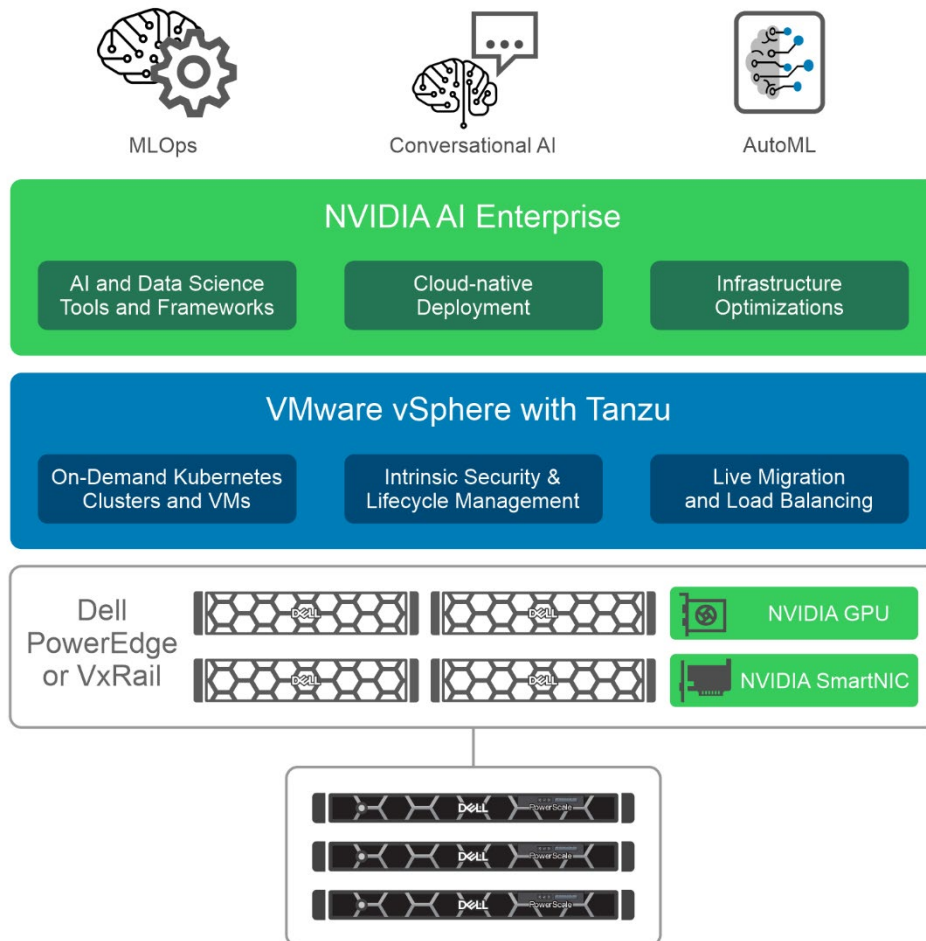 MLOps
Conversational AI
AutoML
NVIDIA AI Enterprise
AI and Data Science
Tools and Frameworks
Cloud-native
Deployment
Infrastructure
Optimizations
VMware vSphere with Tanzu
On-Demand Kubernetes
Clusters and VMs
Intrinsic Security &
Lifecycle Management
Live Migration
and Load Balancing
Dell
PowerEdge
or VxRail
DELL
DELL
NVIDIA GPU
DELL
DELL
NVIDIA SmartNIC
DELL PowerScale
DELL PowerScale
DELL PowerScale